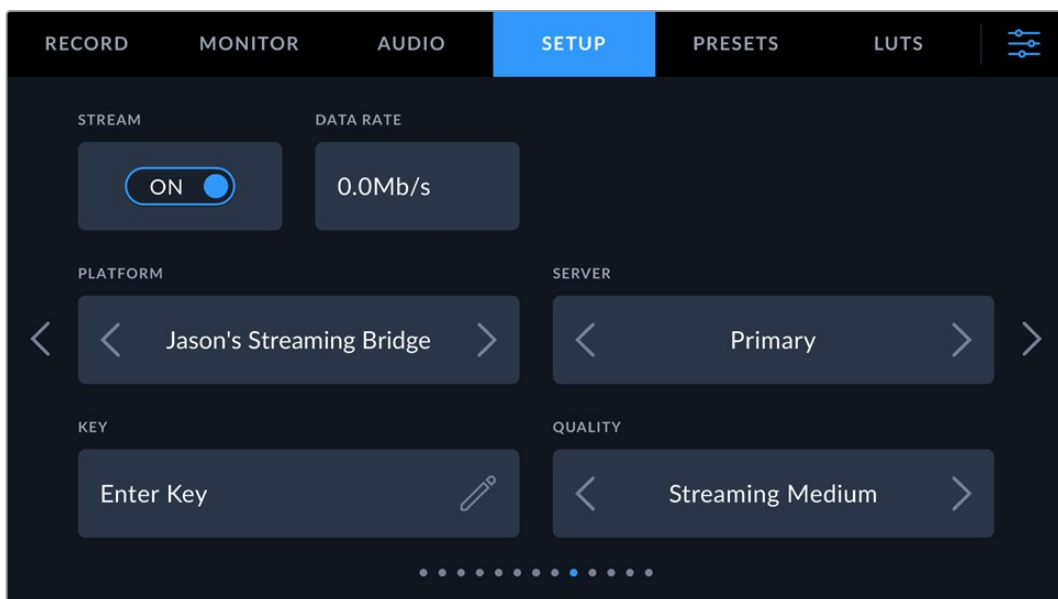 RECORD MONITOR AUDIO SETUP PRESETS LUTS
STREAM DATA RATE
ON 0.0Mb/s
PLATFORM SERVER
Jason's Streaming Bridge Primary
KEY QUALITY
Enter Key Streaming Medium